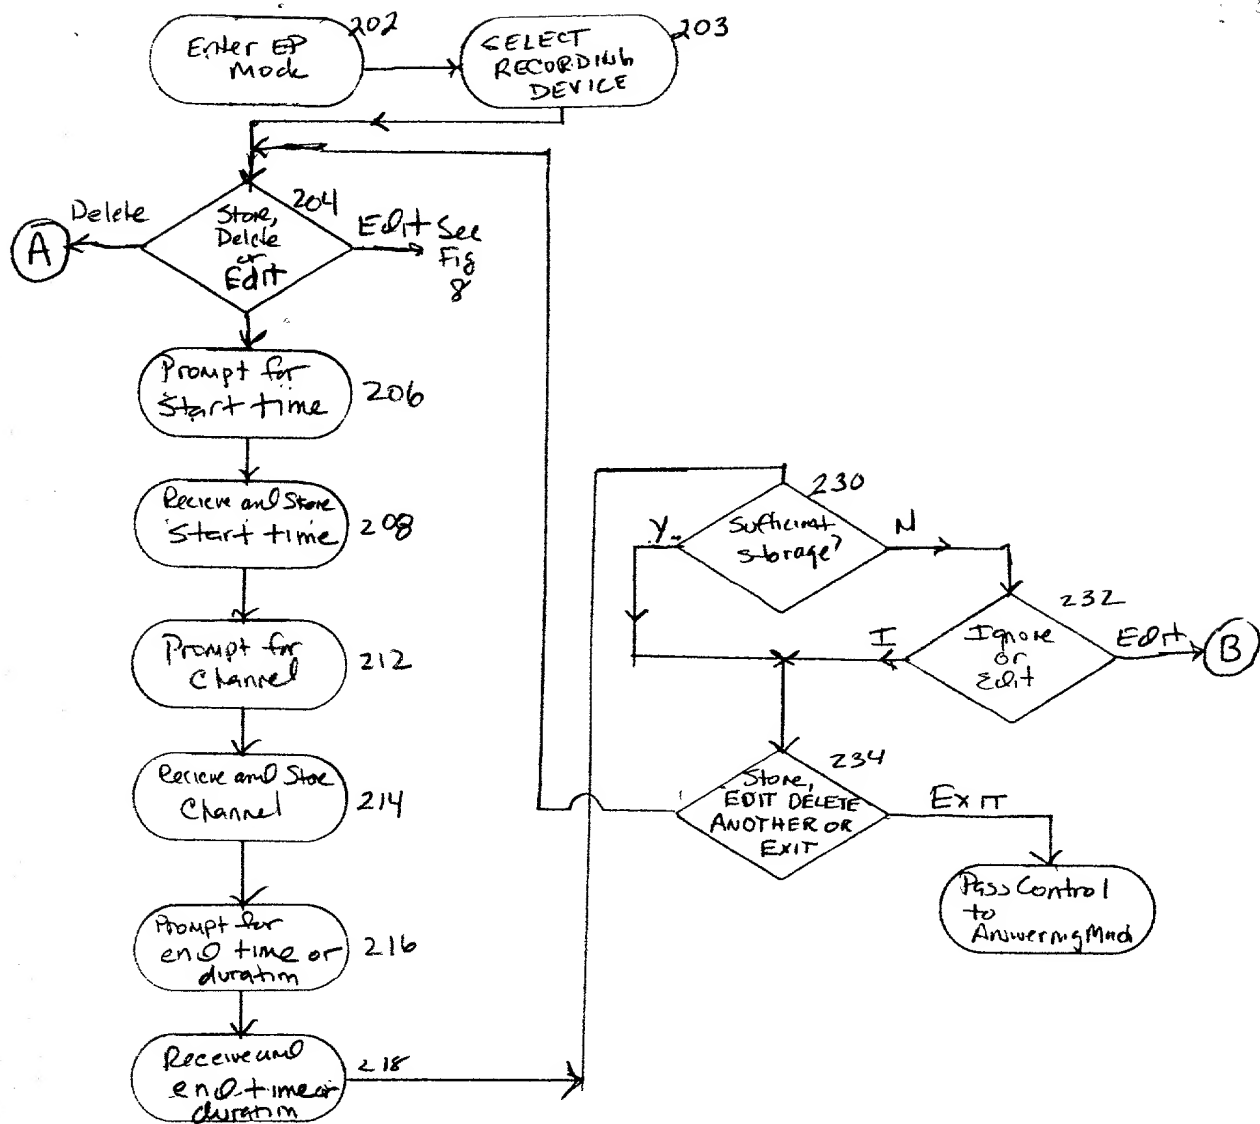 202
Enter EP
Mode
203
SELECT
RECORDING
DEVICE
204
Store,
Delete
or
Edit
Delete
A
Edit See
Fig
8
Prompt for
Start time
206
Recieve and Store
Start time
208
Prompt for
Channel
212
Recieve and Store
Channel
214
Prompt for
end time or
duration
216
Receive and
end time or
duration
218
230
Sufficient
storage?
Y
N
232
Ignore
or
Edit
I
Edit
B
234
Store,
EDIT DELETE
ANOTHER OR
EXIT
EXIT
Pass Control
to
Answering Mach